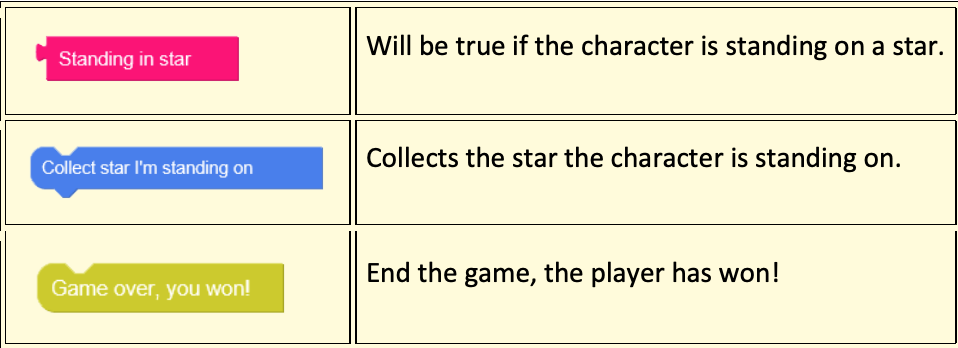 Standing in star
Will be true if the character is standing on a star.
Collect star I'm standing on
Collects the star the character is standing on.
Game over, you won!
End the game, the player has won!